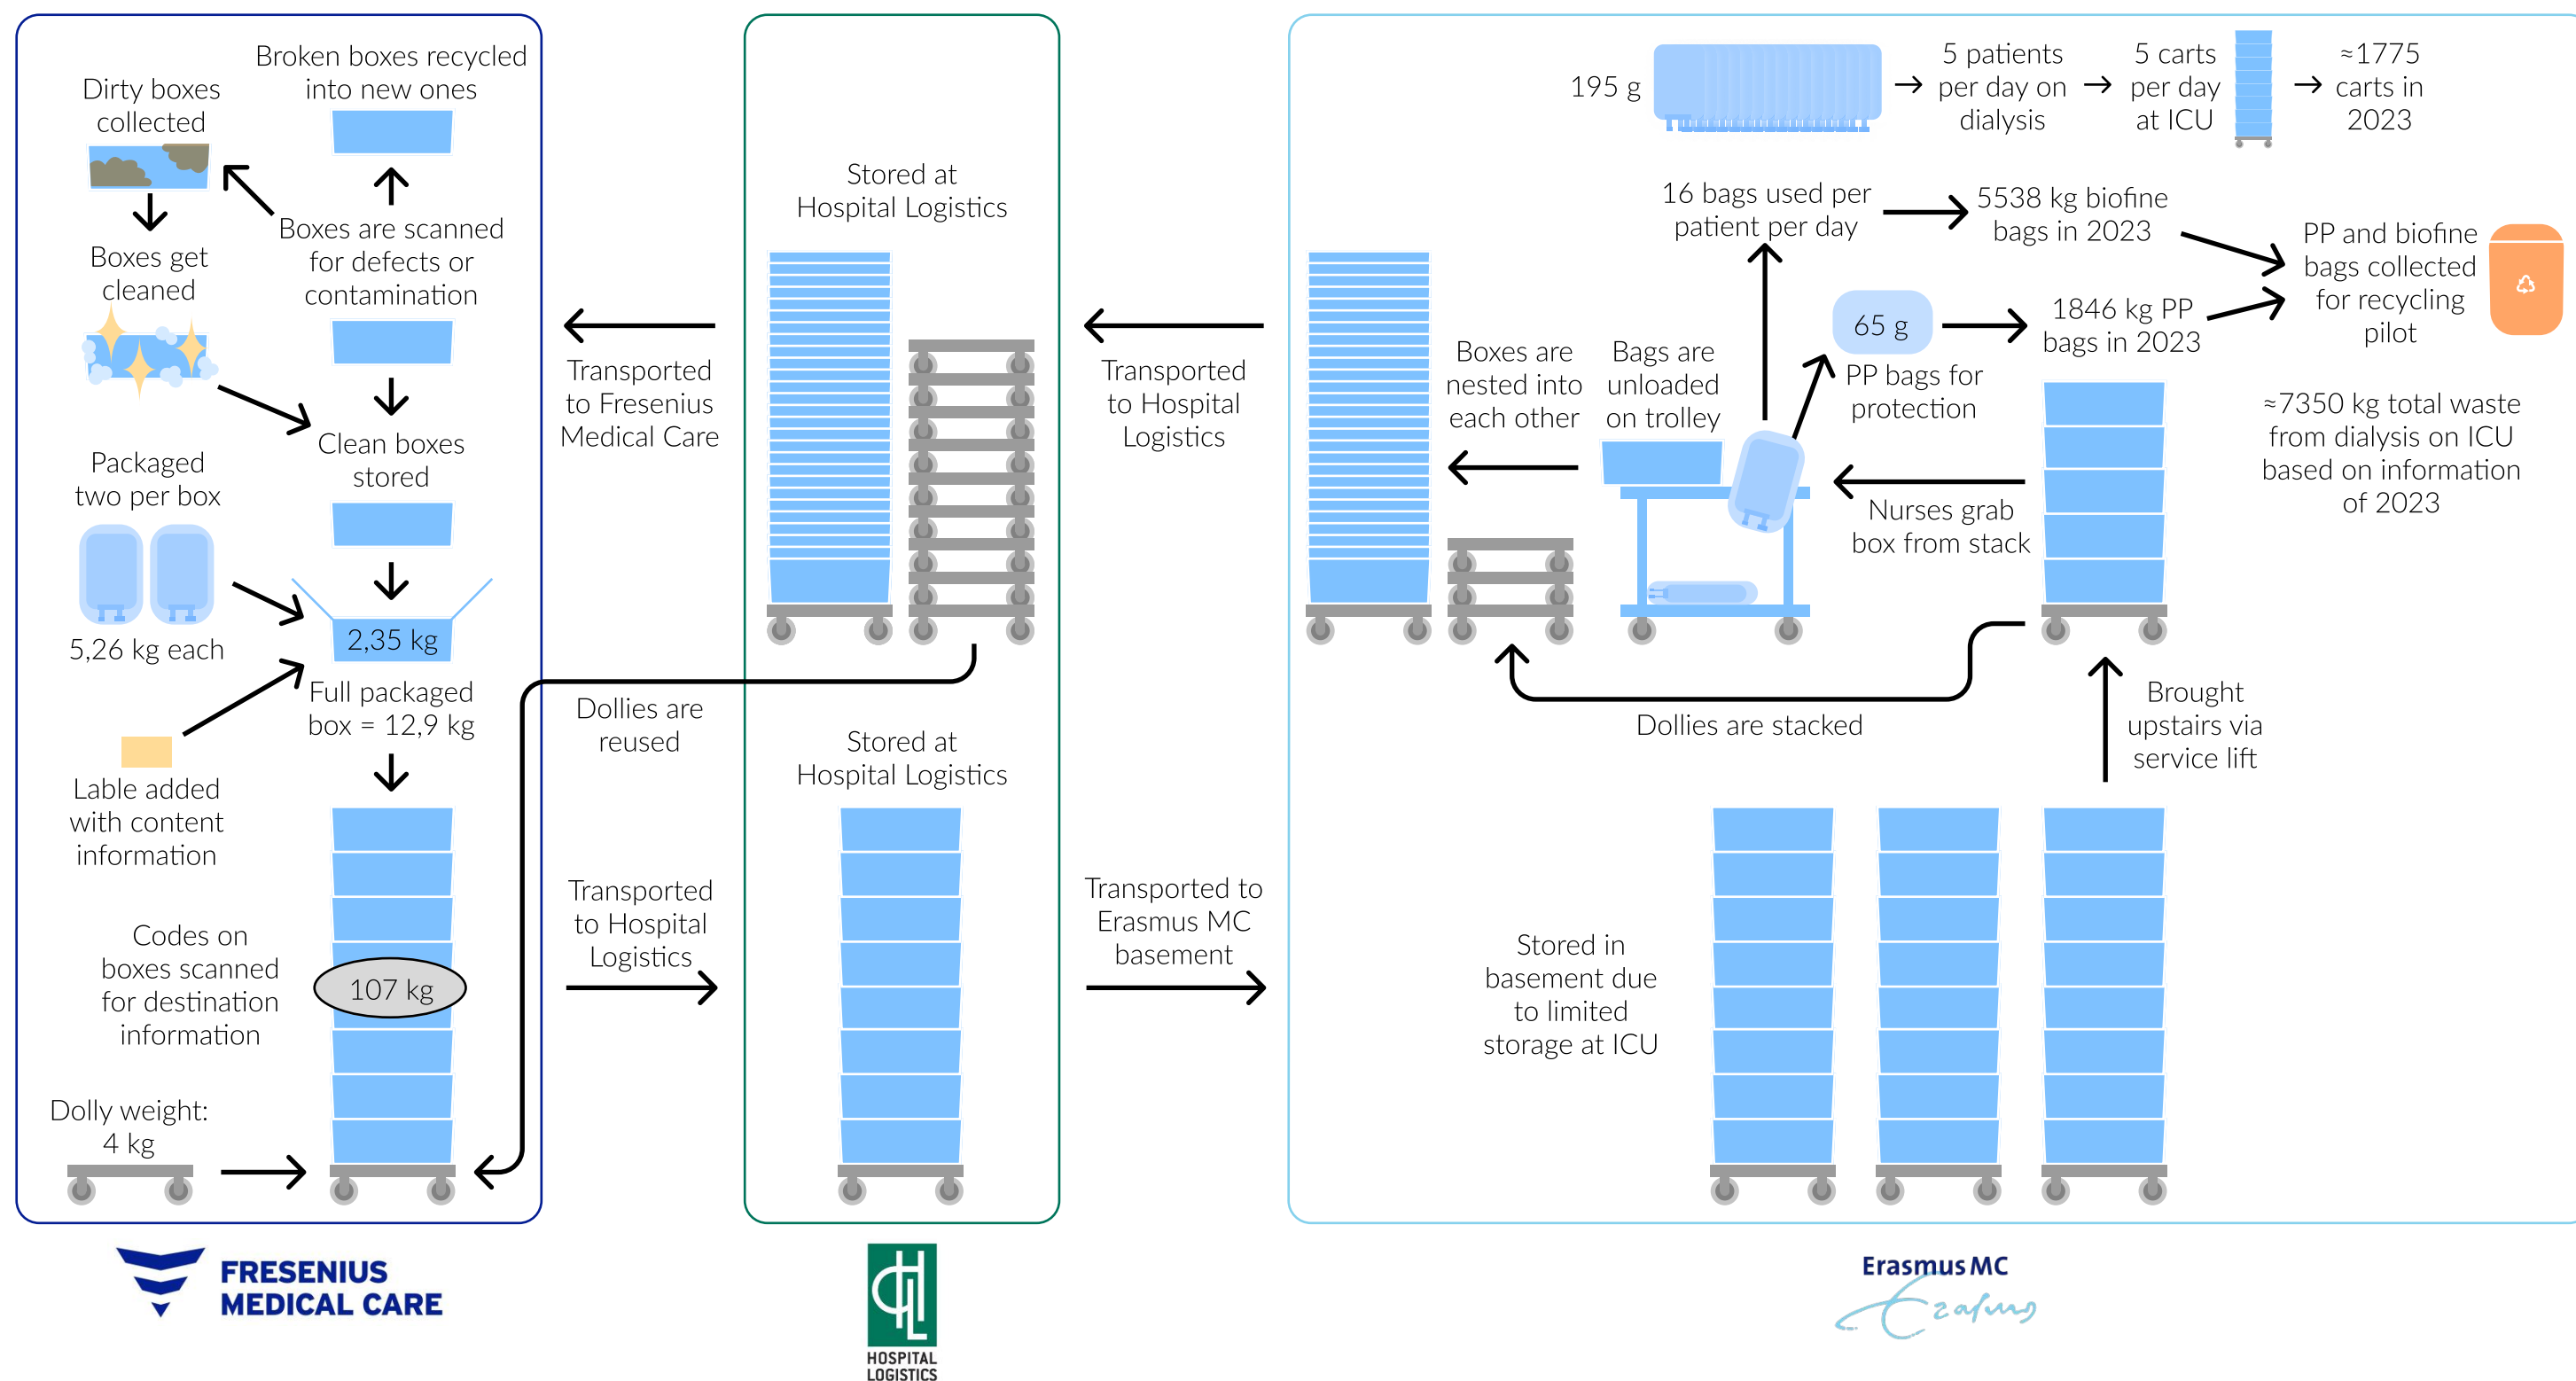 Broken boxes recycled
into new ones
Dirty boxes
collected
Boxes are scanned
for defects or
contamination
Boxes get
cleaned
Clean boxes
stored
Packaged
two per box
5,26 kg each
2,35 kg
Full packaged
box = 12,9 kg
Lable added
with content
information
Codes on
boxes scanned
for destination
information
107 kg
Dolly weight:
4 kg
FRESENIUS
MEDICAL CARE
Transported
to Fresenius
Medical Care
Dollies are
reused
Transported
to Hospital
Logistics
Stored at
Hospital Logistics
Stored at
Hospital Logistics
HL
HOSPITAL
LOGISTICS
Transported
to Hospital
Logistics
Transported to
Erasmus MC
basement
195 g
5 patients
per day on
dialysis
5 carts
per day
at ICU
≈1775
carts in
2023
16 bags used per
patient per day
5538 kg biofine
bags in 2023
PP and biofine
bags collected
for recycling
pilot
65 g
1846 kg PP
bags in 2023
PP bags for
protection
Boxes are
nested into
each other
Bags are
unloaded
on trolley
≈7350 kg total waste
from dialysis on ICU
based on information
of 2023
Nurses grab
box from stack
Dollies are stacked
Brought
upstairs via
service lift
Stored in
basement due
to limited
storage at ICU
Erasmus MC
Erasmus